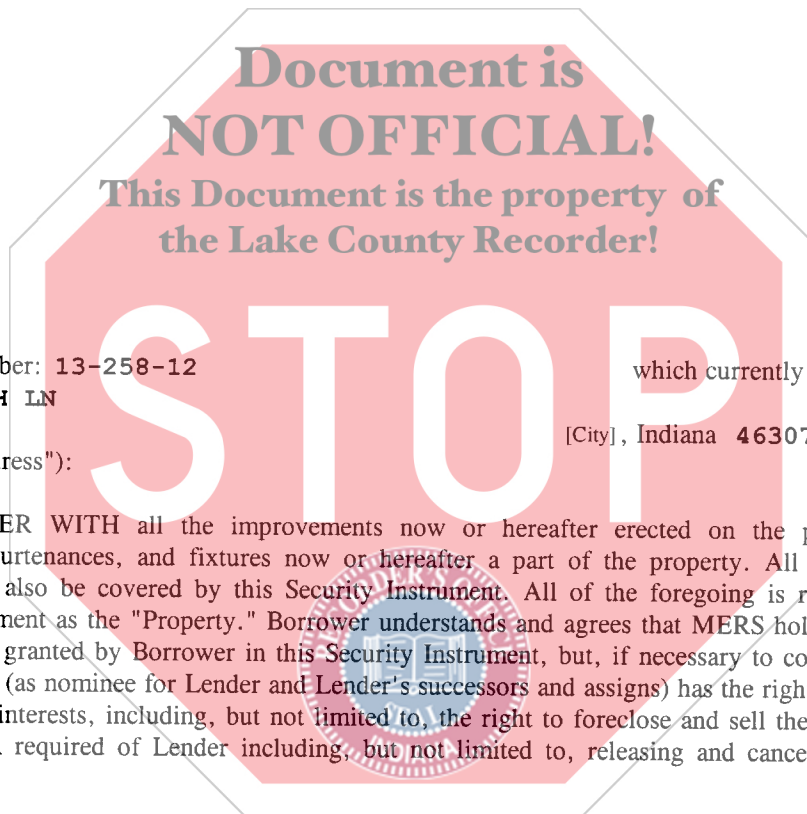 Document is
NOT OFFICIAL!
This Document is the property of
the Lake County Recorder!
STOP
ber: 13-258-12 which currently
H LN
[City], Indiana 46307
ress"):
ER WITH all the improvements now or hereafter erected on the p
urtenances, and fixtures now or hereafter a part of the property. All
also be covered by this Security Instrument. All of the foregoing is r
ment as the "Property." Borrower understands and agrees that MERS hol
granted by Borrower in this Security Instrument, but, if necessary to co
(as nominee for Lender and Lender's successors and assigns) has the righ
interests, including, but not limited to, the right to foreclose and sell the
required of Lender including, but not limited to, releasing and cance
SEAL
INDIANA